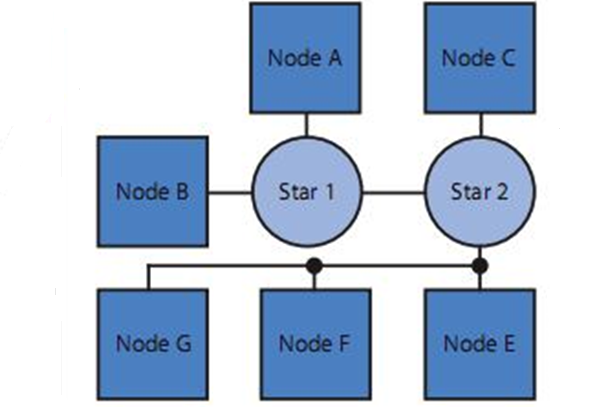 Node A
Node C
Node B
Star 1
Star 2
Node G
Node F
Node E